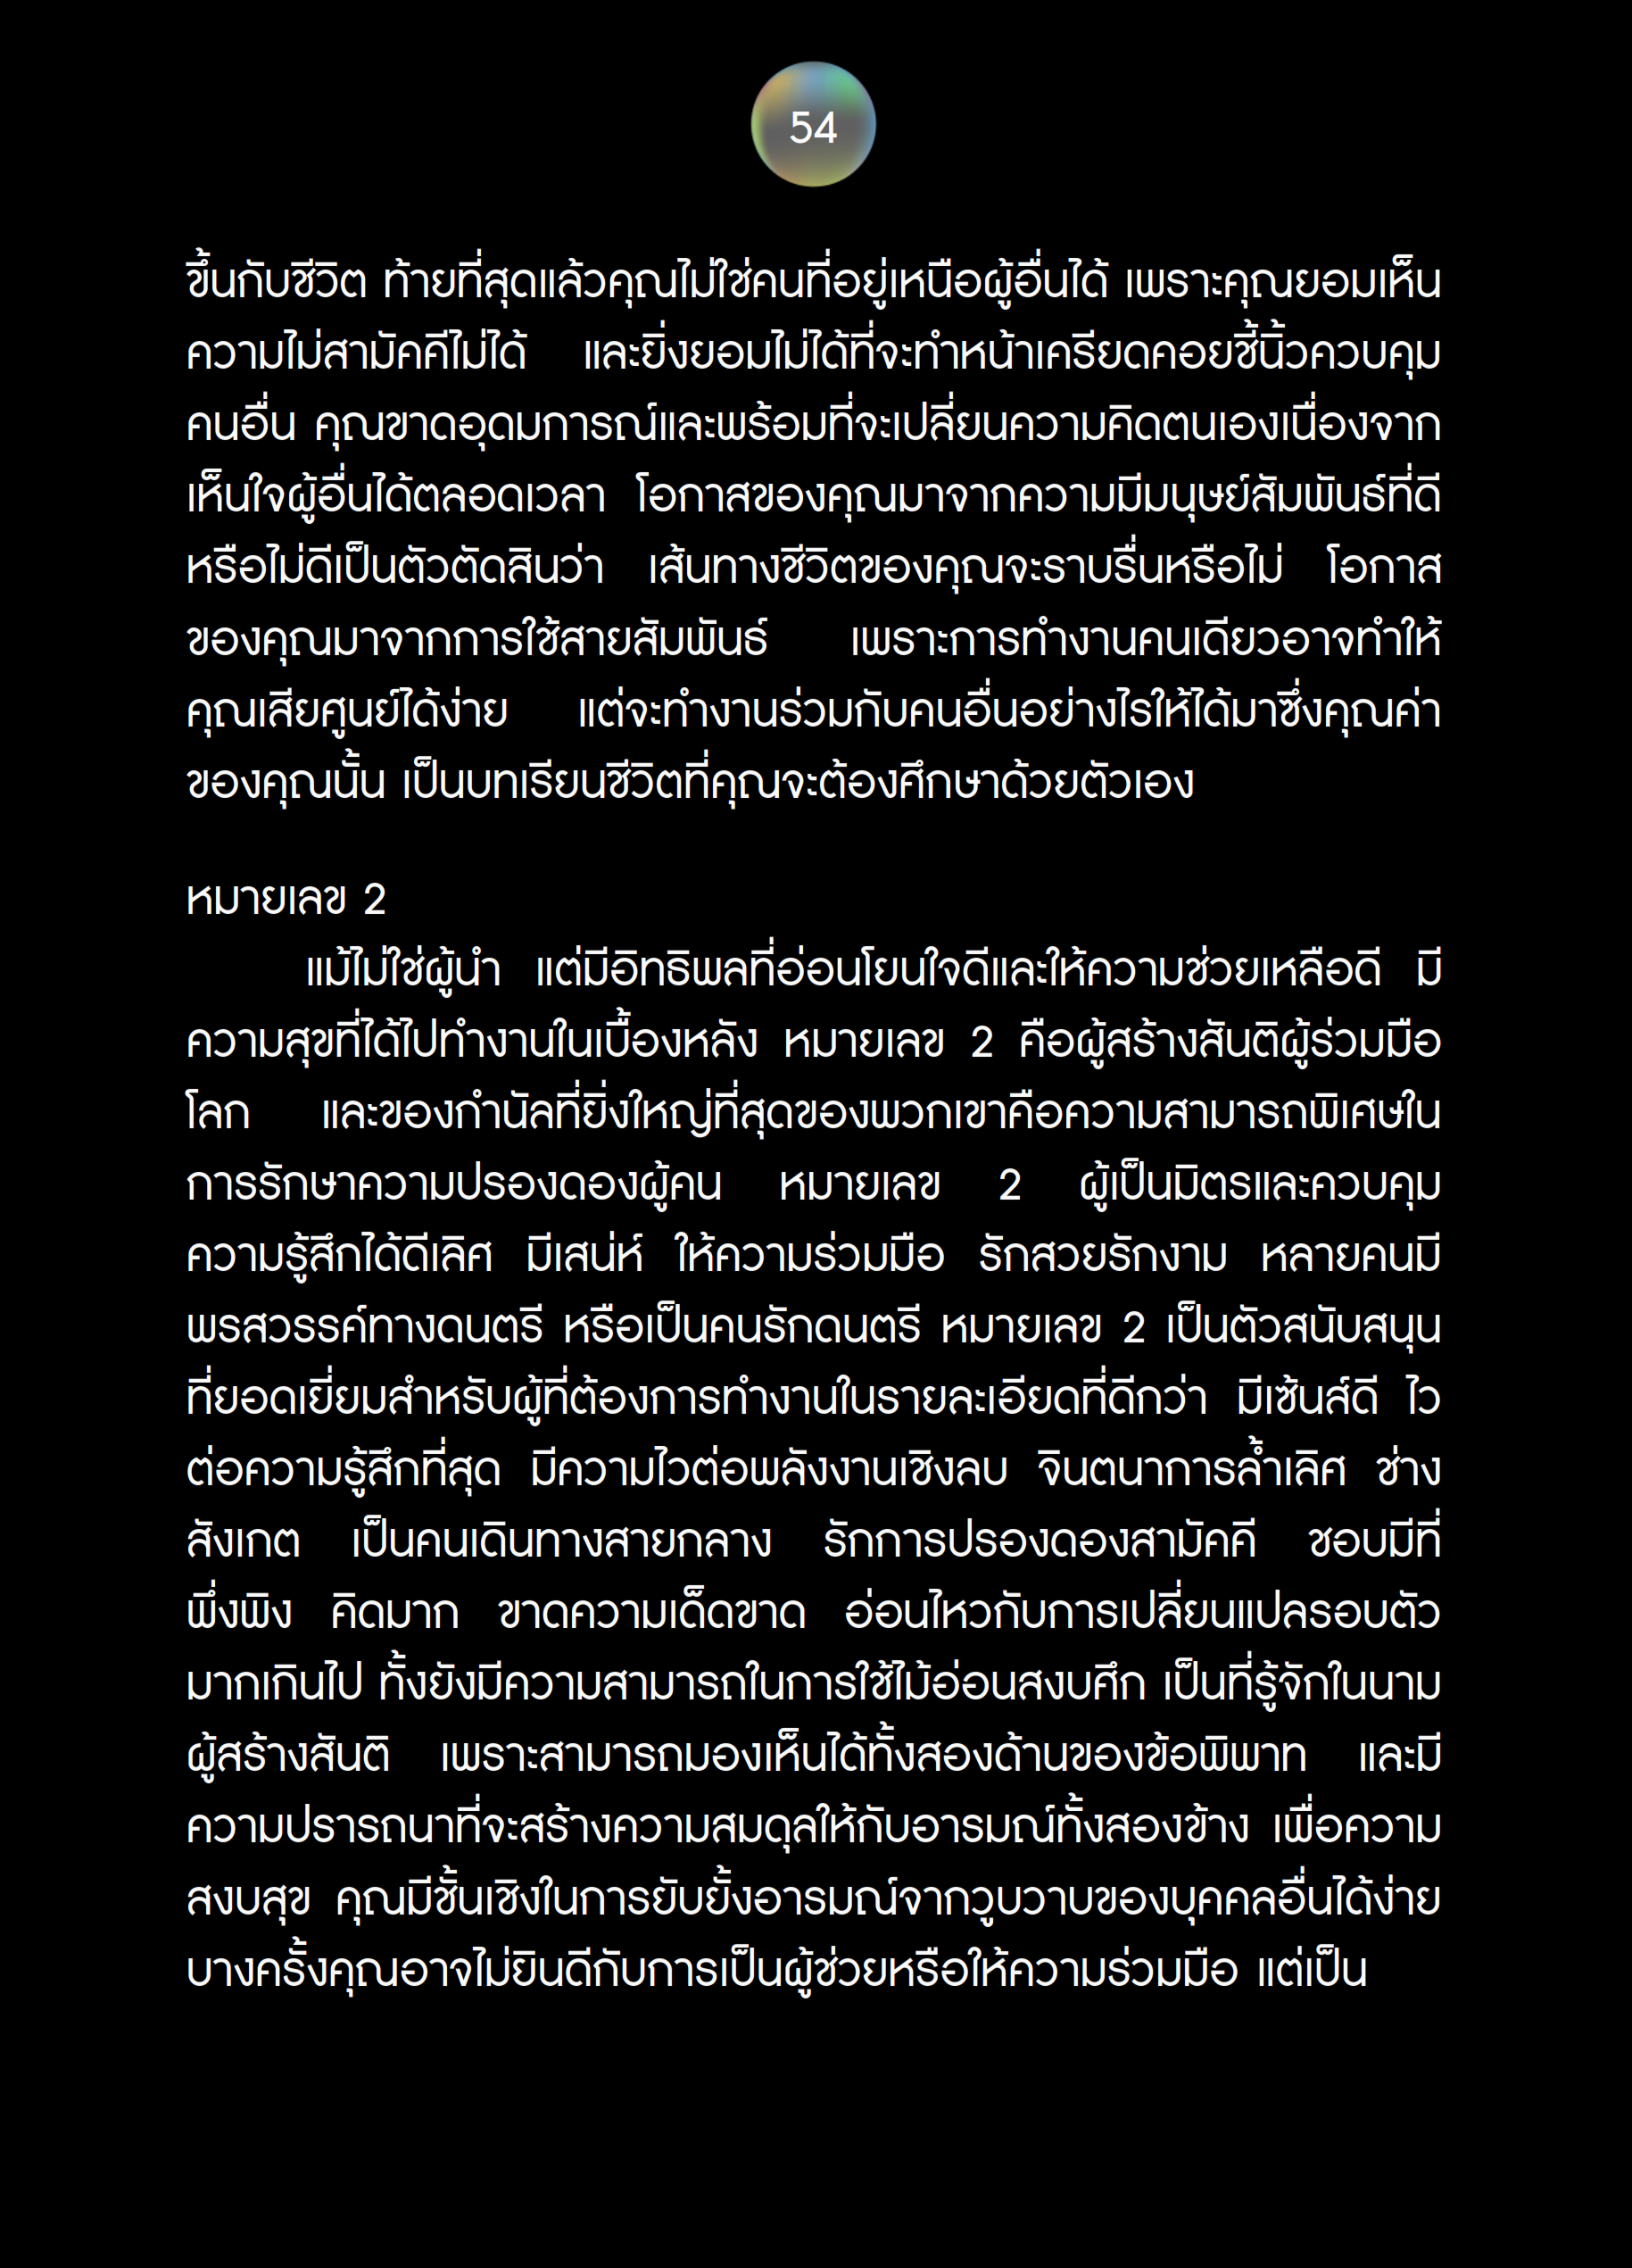 54
ขึ้นกับชีวิต ท้ายที่สุดแล้วคุณไม่ใช่คนที่อยู่เหนือผู้อื่นได้ เพราะคุณยอมเห็น
ความไม่สามัคคีไม่ได้ และยิ่งยอมไม่ได้ที่จะทำหน้าเครียดคอยชี้นิ้วควบคุม
คนอื่น คุณขาดอุดมการณ์และพร้อมที่จะเปลี่ยนความคิดตนเองเนื่องจาก
เห็นใจผู้อื่นได้ตลอดเวลา โอกาสของคุณมาจากความมีมนุษย์สัมพันธ์ที่ดี
หรือไม่ดีเป็นตัวตัดสินว่า เส้นทางชีวิตของคุณจะราบรื่นหรือไม่ โอกาส
ของคุณมาจากการใช้สายสัมพันธ์ เพราะการทำงานคนเดียวอาจทำให้
คุณเสียศูนย์ได้ง่าย แต่จะทำงานร่วมกับคนอื่นอย่างไรให้ได้มาซึ่งคุณค่า
ของคุณนั้น เป็นบทเรียนชีวิตที่คุณจะต้องศึกษาด้วยตัวเอง
หมายเลข 2
แม้ไม่ใช่ผู้นำ แต่มีอิทธิพลที่อ่อนโยนใจดีและให้ความช่วยเหลือดี มี
ความสุขที่ได้ไปทำงานในเบื้องหลัง หมายเลข 2 คือผู้สร้างสันติผู้ร่วมมือ
โลก และของกำนัลที่ยิ่งใหญ่ที่สุดของพวกเขาคือความสามารถพิเศษใน
การรักษาความปรองดองผู้คน หมายเลข 2 ผู้เป็นมิตรและควบคุม
ความรู้สึกได้ดีเลิศ มีเสน่ห์ ให้ความร่วมมือ รักสวยรักงาม หลายคนมี
พรสวรรค์ทางดนตรี หรือเป็นคนรักดนตรี หมายเลข 2 เป็นตัวสนับสนุน
ที่ยอดเยี่ยมสำหรับผู้ที่ต้องการทำงานในรายละเอียดที่ดีกว่า มีเซ้นส์ดี ไว
ต่อความรู้สึกที่สุด มีความไวต่อพลังงานเชิงลบ จินตนาการล้ำเลิศ ช่าง
สังเกต เป็นคนเดินทางสายกลาง รักการปรองดองสามัคคี ชอบมีที่
พึ่งพิง คิดมาก ขาดความเด็ดขาด อ่อนไหวกับการเปลี่ยนแปลรอบตัว
มากเกินไป ทั้งยังมีความสามารถในการใช้ไม้อ่อนสงบศึก เป็นที่รู้จักในนาม
ผู้สร้างสันติ เพราะสามารถมองเห็นได้ทั้งสองด้านของข้อพิพาท และมี
ความปรารถนาที่จะสร้างความสมดุลให้กับอารมณ์ทั้งสองข้าง เพื่อความ
สงบสุข คุณมีชั้นเชิงในการยับยั้งอารมณ์จากวูบวาบของบุคคลอื่นได้ง่าย
บางครั้งคุณอาจไม่ยินดีกับการเป็นผู้ช่วยหรือให้ความร่วมมือ แต่เป็น